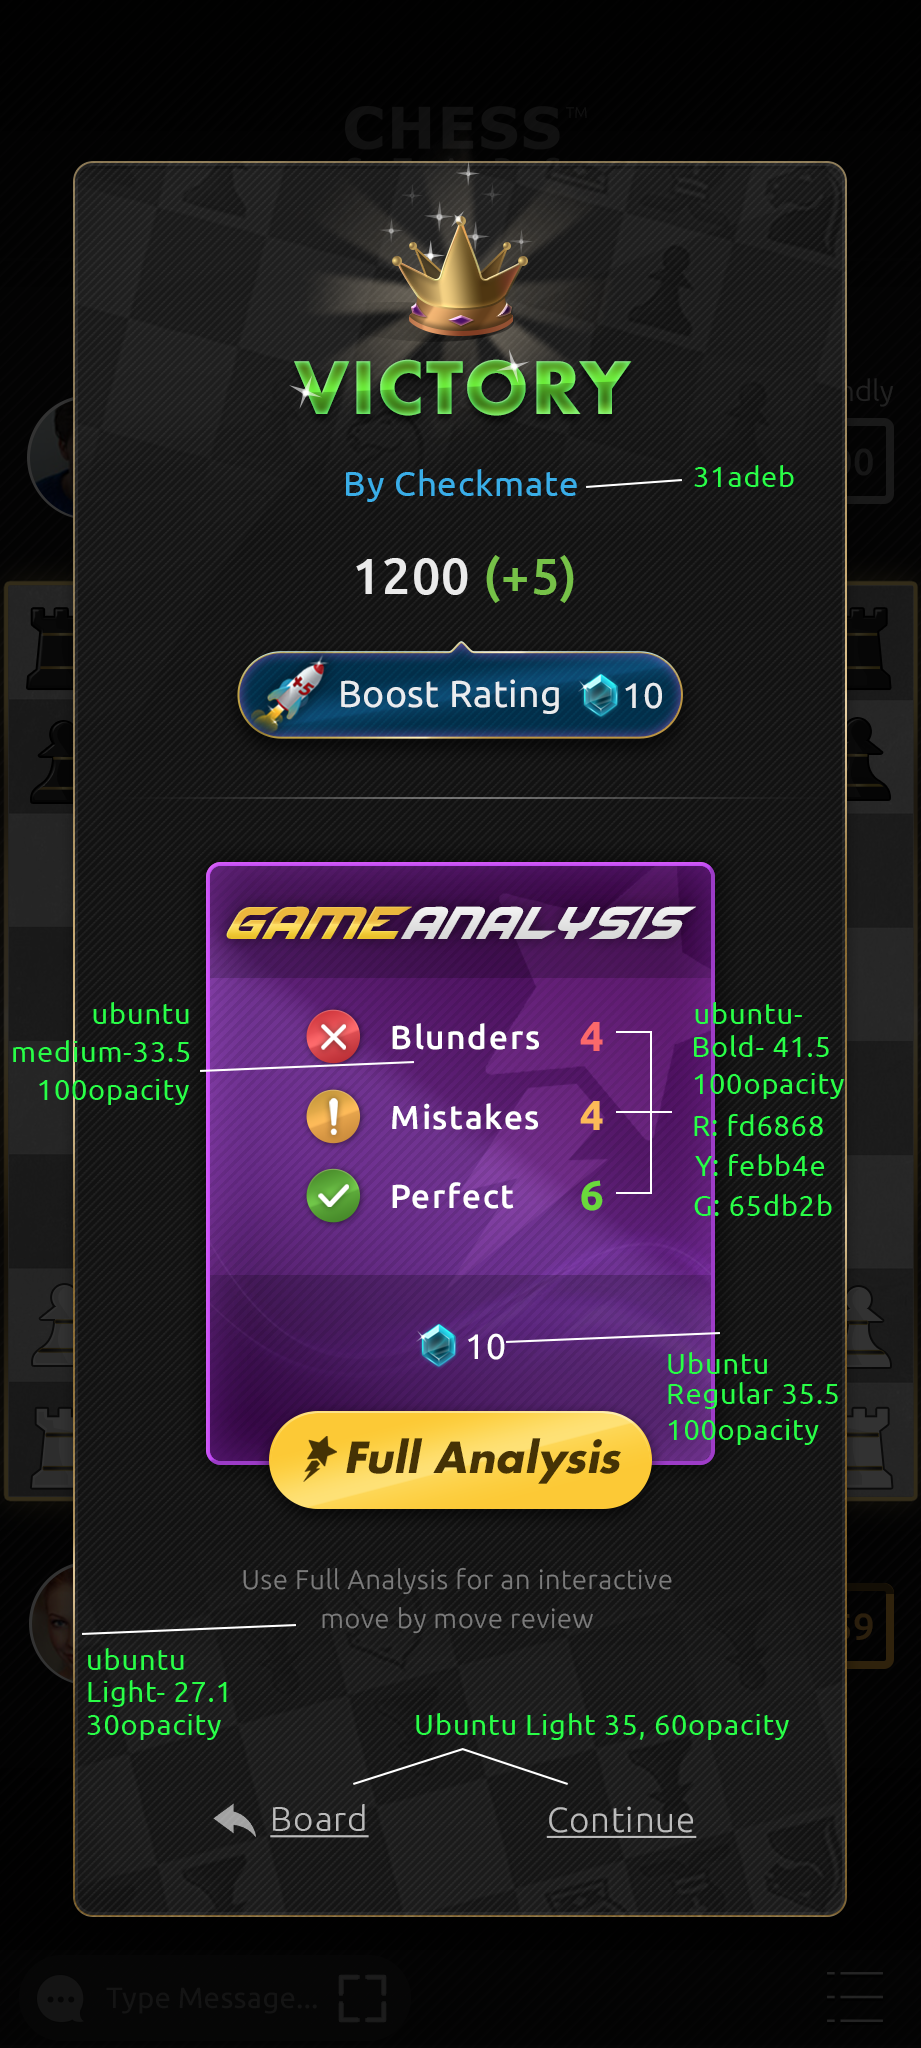 CHESS™
VICTORY
ndly
By Checkmate
31adeb
1200 (+5)
+5
Boost Rating 10
GAMEANALYSIS
ubuntu
medium-33.5
100opacity
Blunders 4
Mistakes 4
Perfect 6
ubuntu-
Bold- 41.5
100opacity
R: fd6868
Y: febb4e
G: 65db2b
10
Ubuntu
Regular 35.5
100opacity
Full Analysis
Use Full Analysis for an interactive
move by move review
ubuntu
Light- 27.1
30opacity
Ubuntu Light 35, 60opacity
Board
Continue
Type Message...